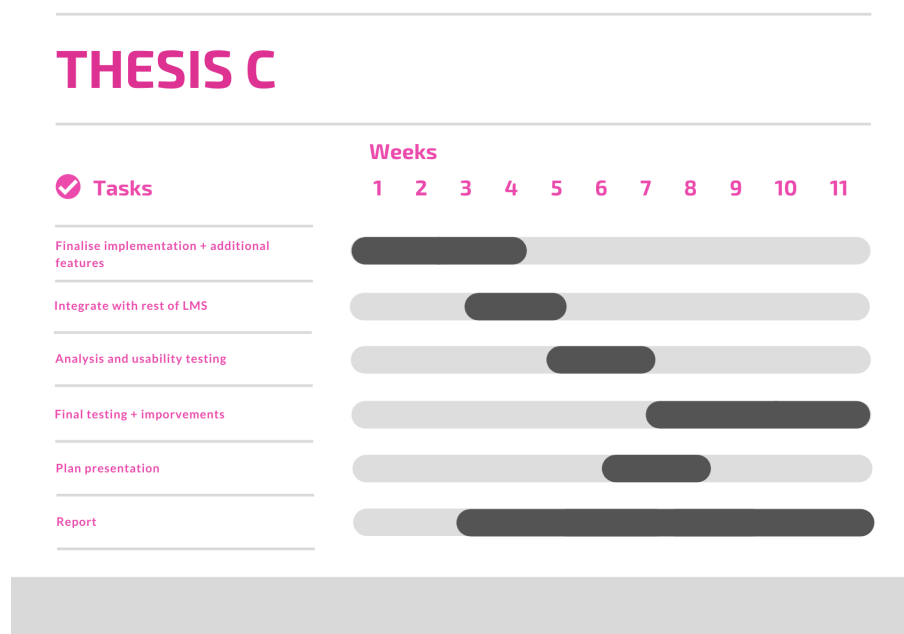 THESIS C
Weeks
Tasks
1 2 3 4 5 6 7 8 9 10 11
Finalise implementation + additional
features
Integrate with rest of LMS
Analysis and usability testing
Final testing + imporvements
Plan presentation
Report